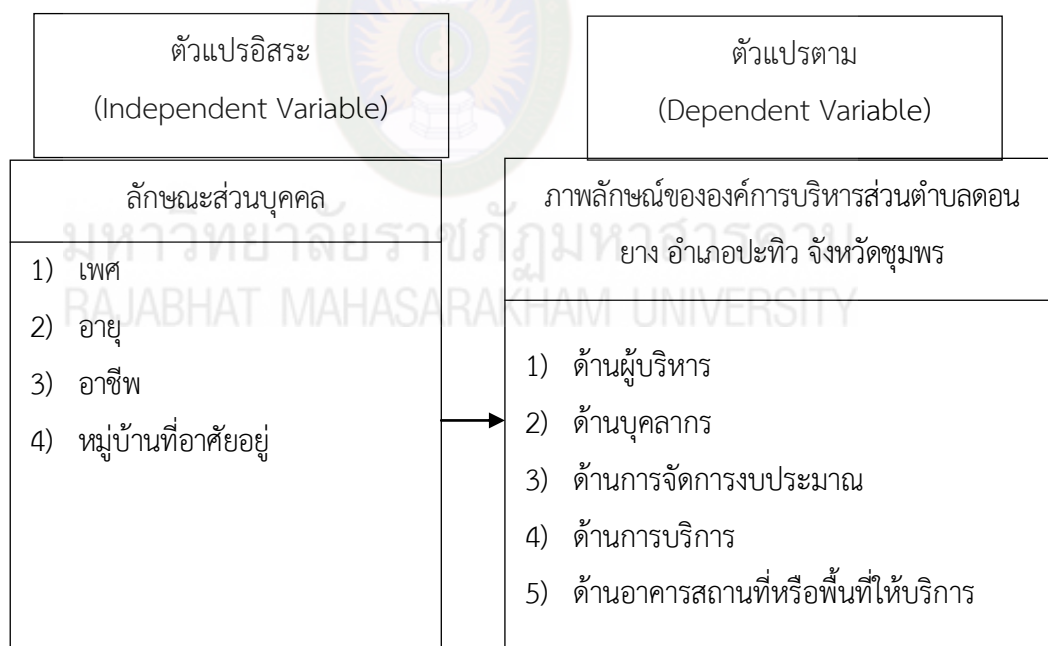 ตัวแปรอิสระ
(Independent Variable)
ตัวแปรตาม
(Dependent Variable)
ลักษณะส่วนบุคคล
1) เพศ
2) อายุ
3) อาชีพ
4) หมู่บ้านที่อาศัยอยู่
ภาพลักษณ์ขององค์การบริหารส่วนตำบลดอน
ยาง อำเภอปะทิว จังหวัดชุมพร
1) ด้านผู้บริหาร
2) ด้านบุคลากร
3) ด้านการจัดการงบประมาณ
4) ด้านการบริการ
5) ด้านอาคารสถานที่หรือพื้นที่ให้บริการ
มหาวิทยาลัยราชภัฏมหาสารคาม
RAJABHAT MAHASARAKHAM UNIVERSITY